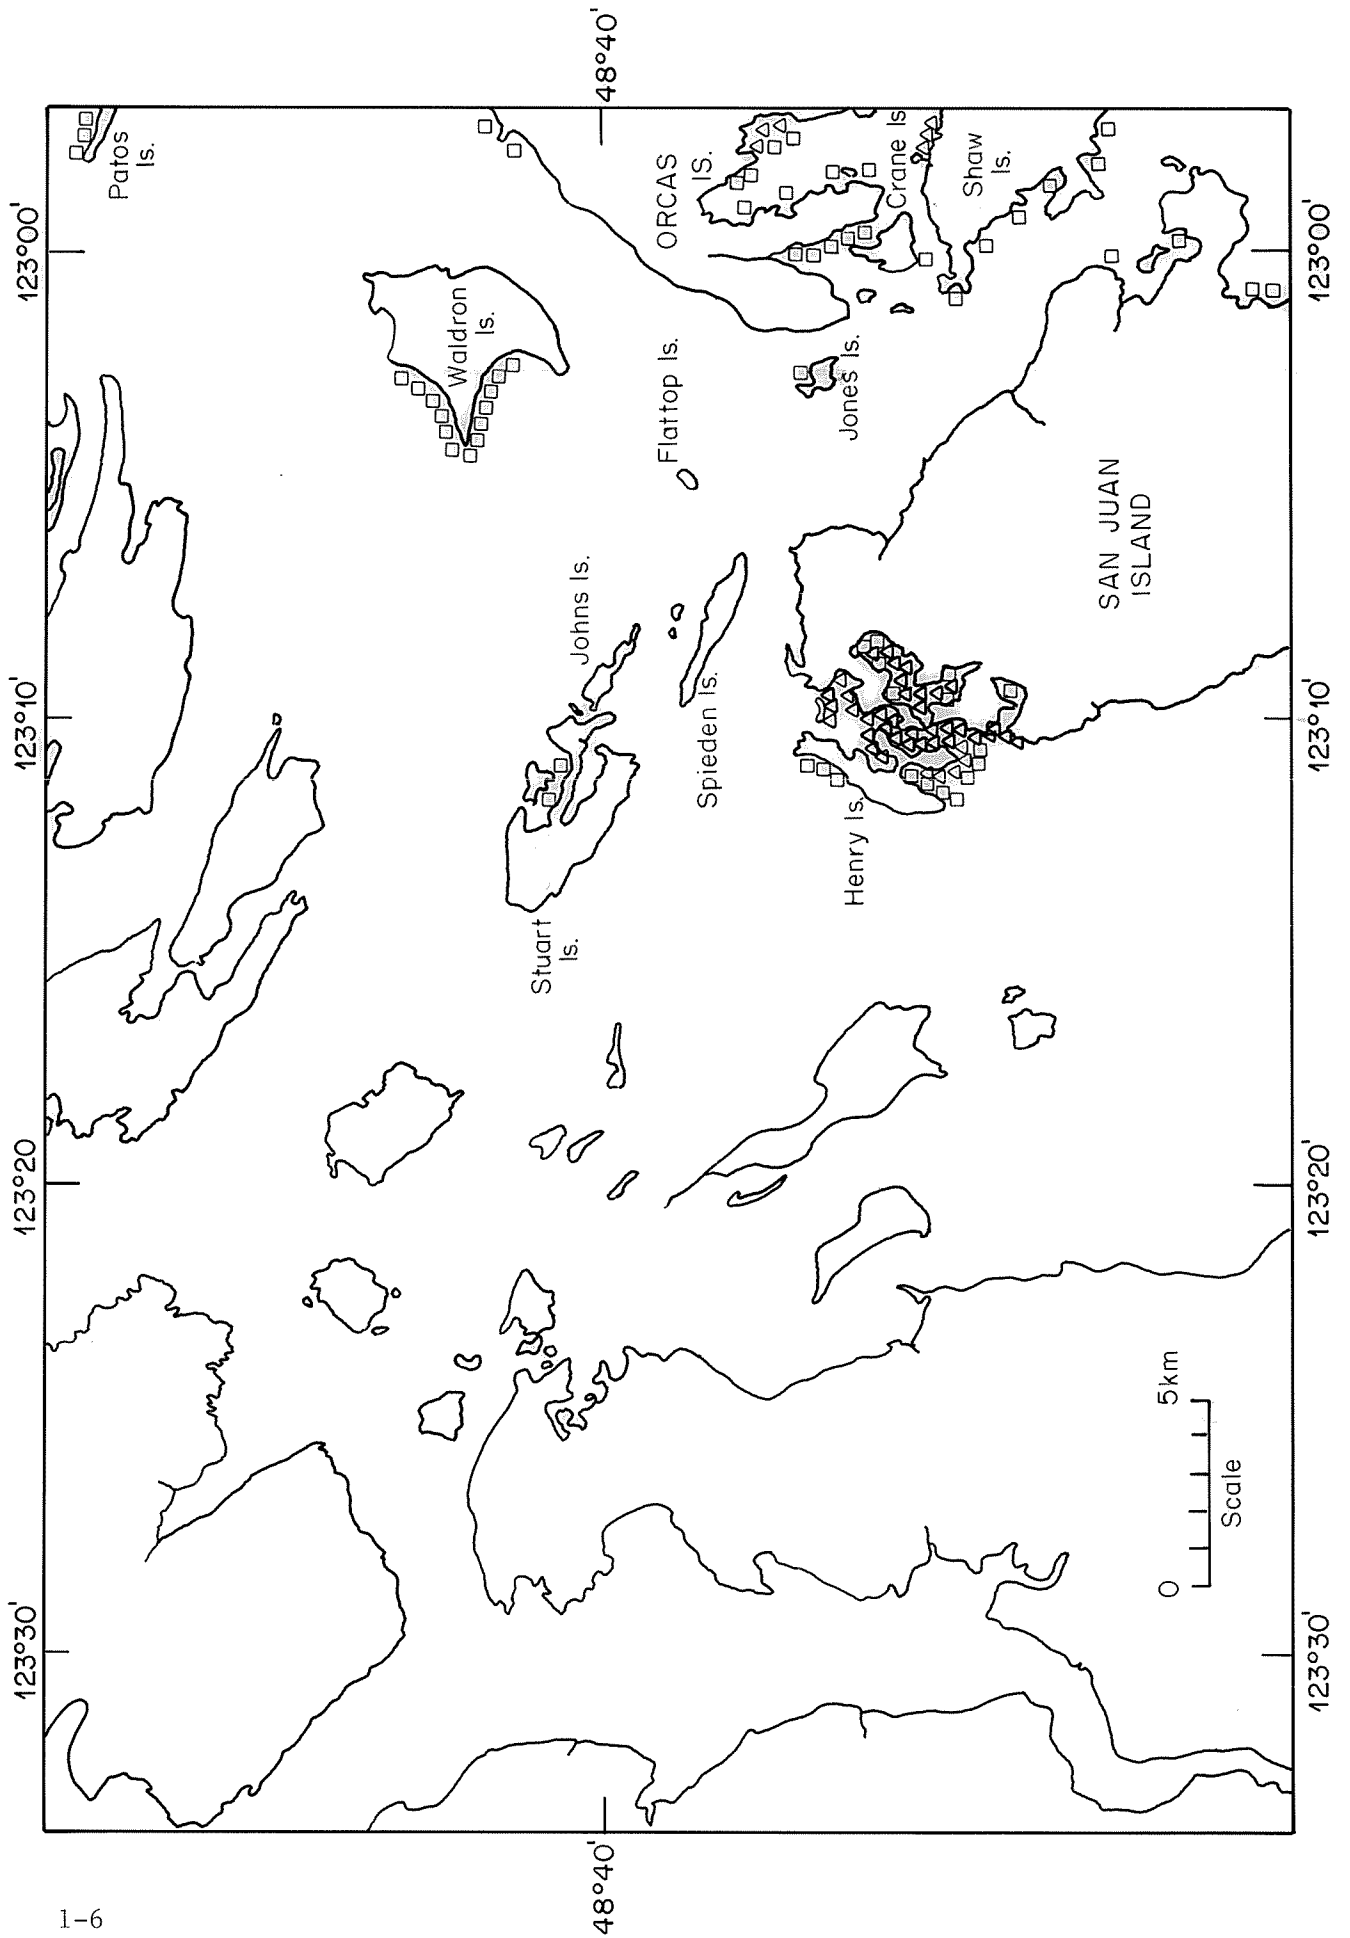 123°30'
123°20
123°10'
123°00'
48°40'
48°40'
Patos
Is.
Waldron
Is.
ORCAS
IS.
Crane Is
Shaw
Is.
Flattop Is.
Jones Is.
Johns Is.
Spieden Is.
Stuart
Is.
Henry Is.
SAN JUAN
ISLAND
0
5km
Scale
123°30'
123°20'
123°10'
123°00'
1-6